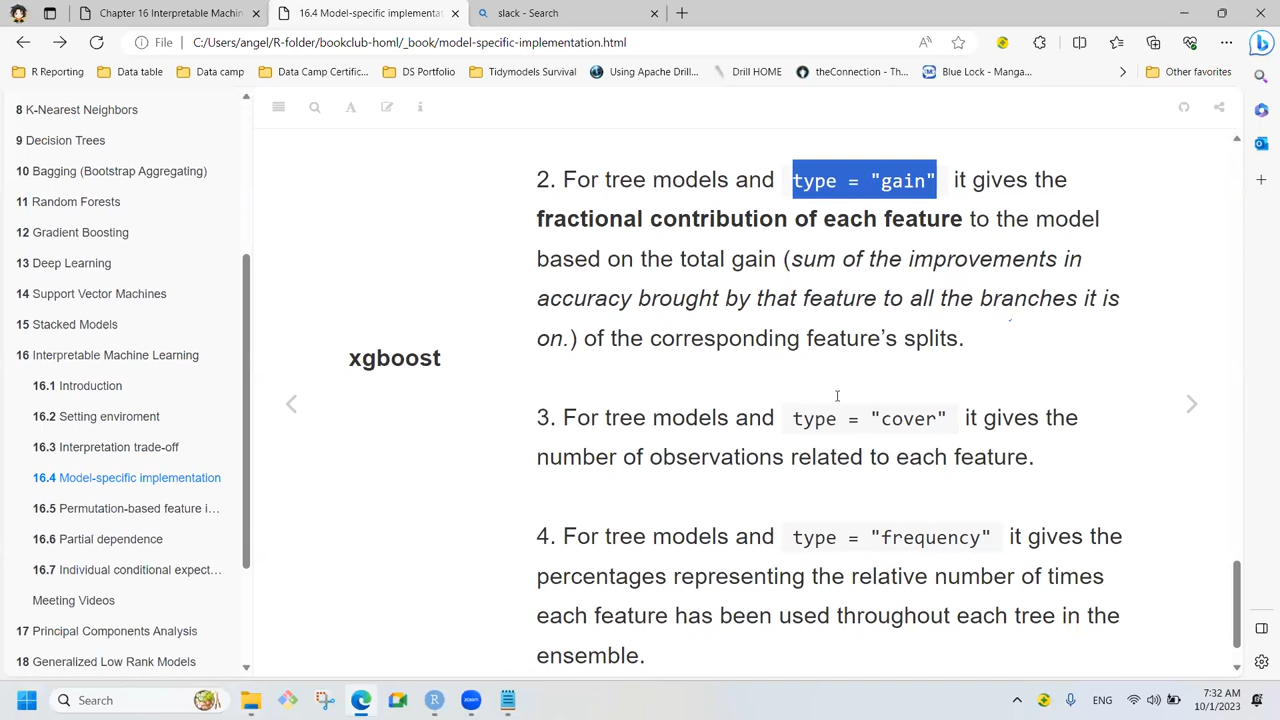 Chapter 16 Interpretable Machin
16.4 Model-specific implementat
slack - Search
File
C:/Users/angel/R-folder/bookclub-homl/_book/model-specific-implementation.html
R Reporting
Data table
Data camp
Data Camp Certific...
DS Portfolio
Tidymodels Survival
Using Apache Drill...
Drill HOME
theConnection - Th...
Blue Lock - Manga...
Other favorites
8 K-Nearest Neighbors
9 Decision Trees
10 Bagging (Bootstrap Aggregating)
11 Random Forests
12 Gradient Boosting
13 Deep Learning
14 Support Vector Machines
15 Stacked Models
16 Interpretable Machine Learning
16.1 Introduction
16.2 Setting enviroment
16.3 Interpretation trade-off
16.4 Model-specific implementation
16.5 Permutation-based feature i...
16.6 Partial dependence
16.7 Individual conditional expect...
Meeting Videos
17 Principal Components Analysis
18 Generalized Low Rank Models
xgboost
2. For tree models and type = "gain" it gives the
fractional contribution of each feature to the model
based on the total gain (sum of the improvements in
accuracy brought by that feature to all the branches it is
on.) of the corresponding feature's splits.
3. For tree models and type = "cover" it gives the
number of observations related to each feature.
4. For tree models and type = "frequency" it gives the
percentages representing the relative number of times
each feature has been used throughout each tree in the
ensemble.
Search
ENG
7:32 AM
10/1/2023